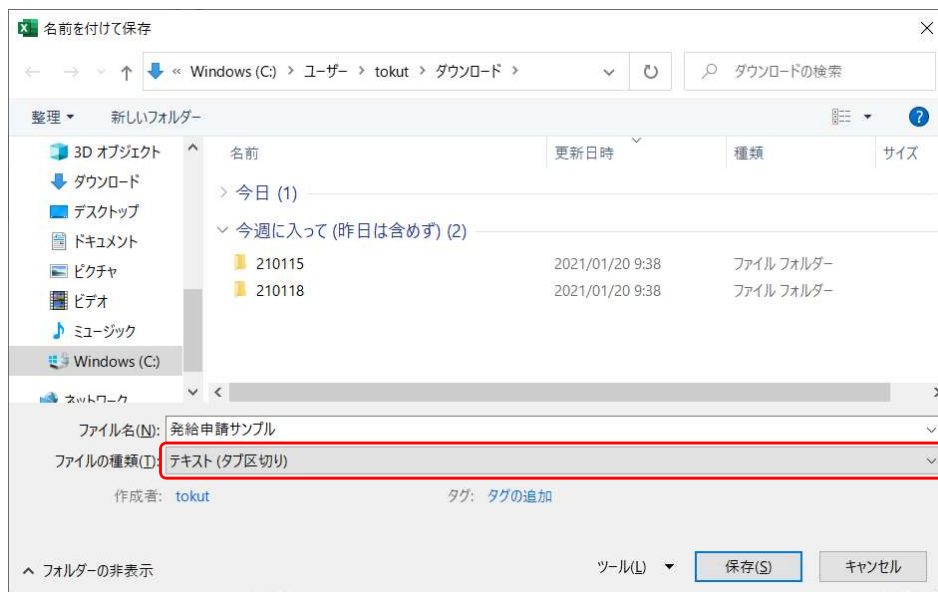 名前を付けて保存
« Windows (C:) > ユーザー > tokut > ダウンロード >
ダウンロードの検索
整理 新しいフォルダー
名前 更新日時 種類 サイズ
3D オブジェクト
ダウンロード
デスクトップ
ドキュメント
ピクチャ
ビデオ
ミュージック
Windows (C:)
ネットワーク
今日 (1)
今週に入って (昨日は含めず) (2)
210115 2021/01/20 9:38 ファイル フォルダー
210118 2021/01/20 9:38 ファイル フォルダー
ファイル名(N): 発給申請サンプル
ファイルの種類(T): テキスト (タブ区切り)
作成者: tokut タグ: タグの追加
フォルダーの非表示 ツール(L) 保存(S) キャンセル